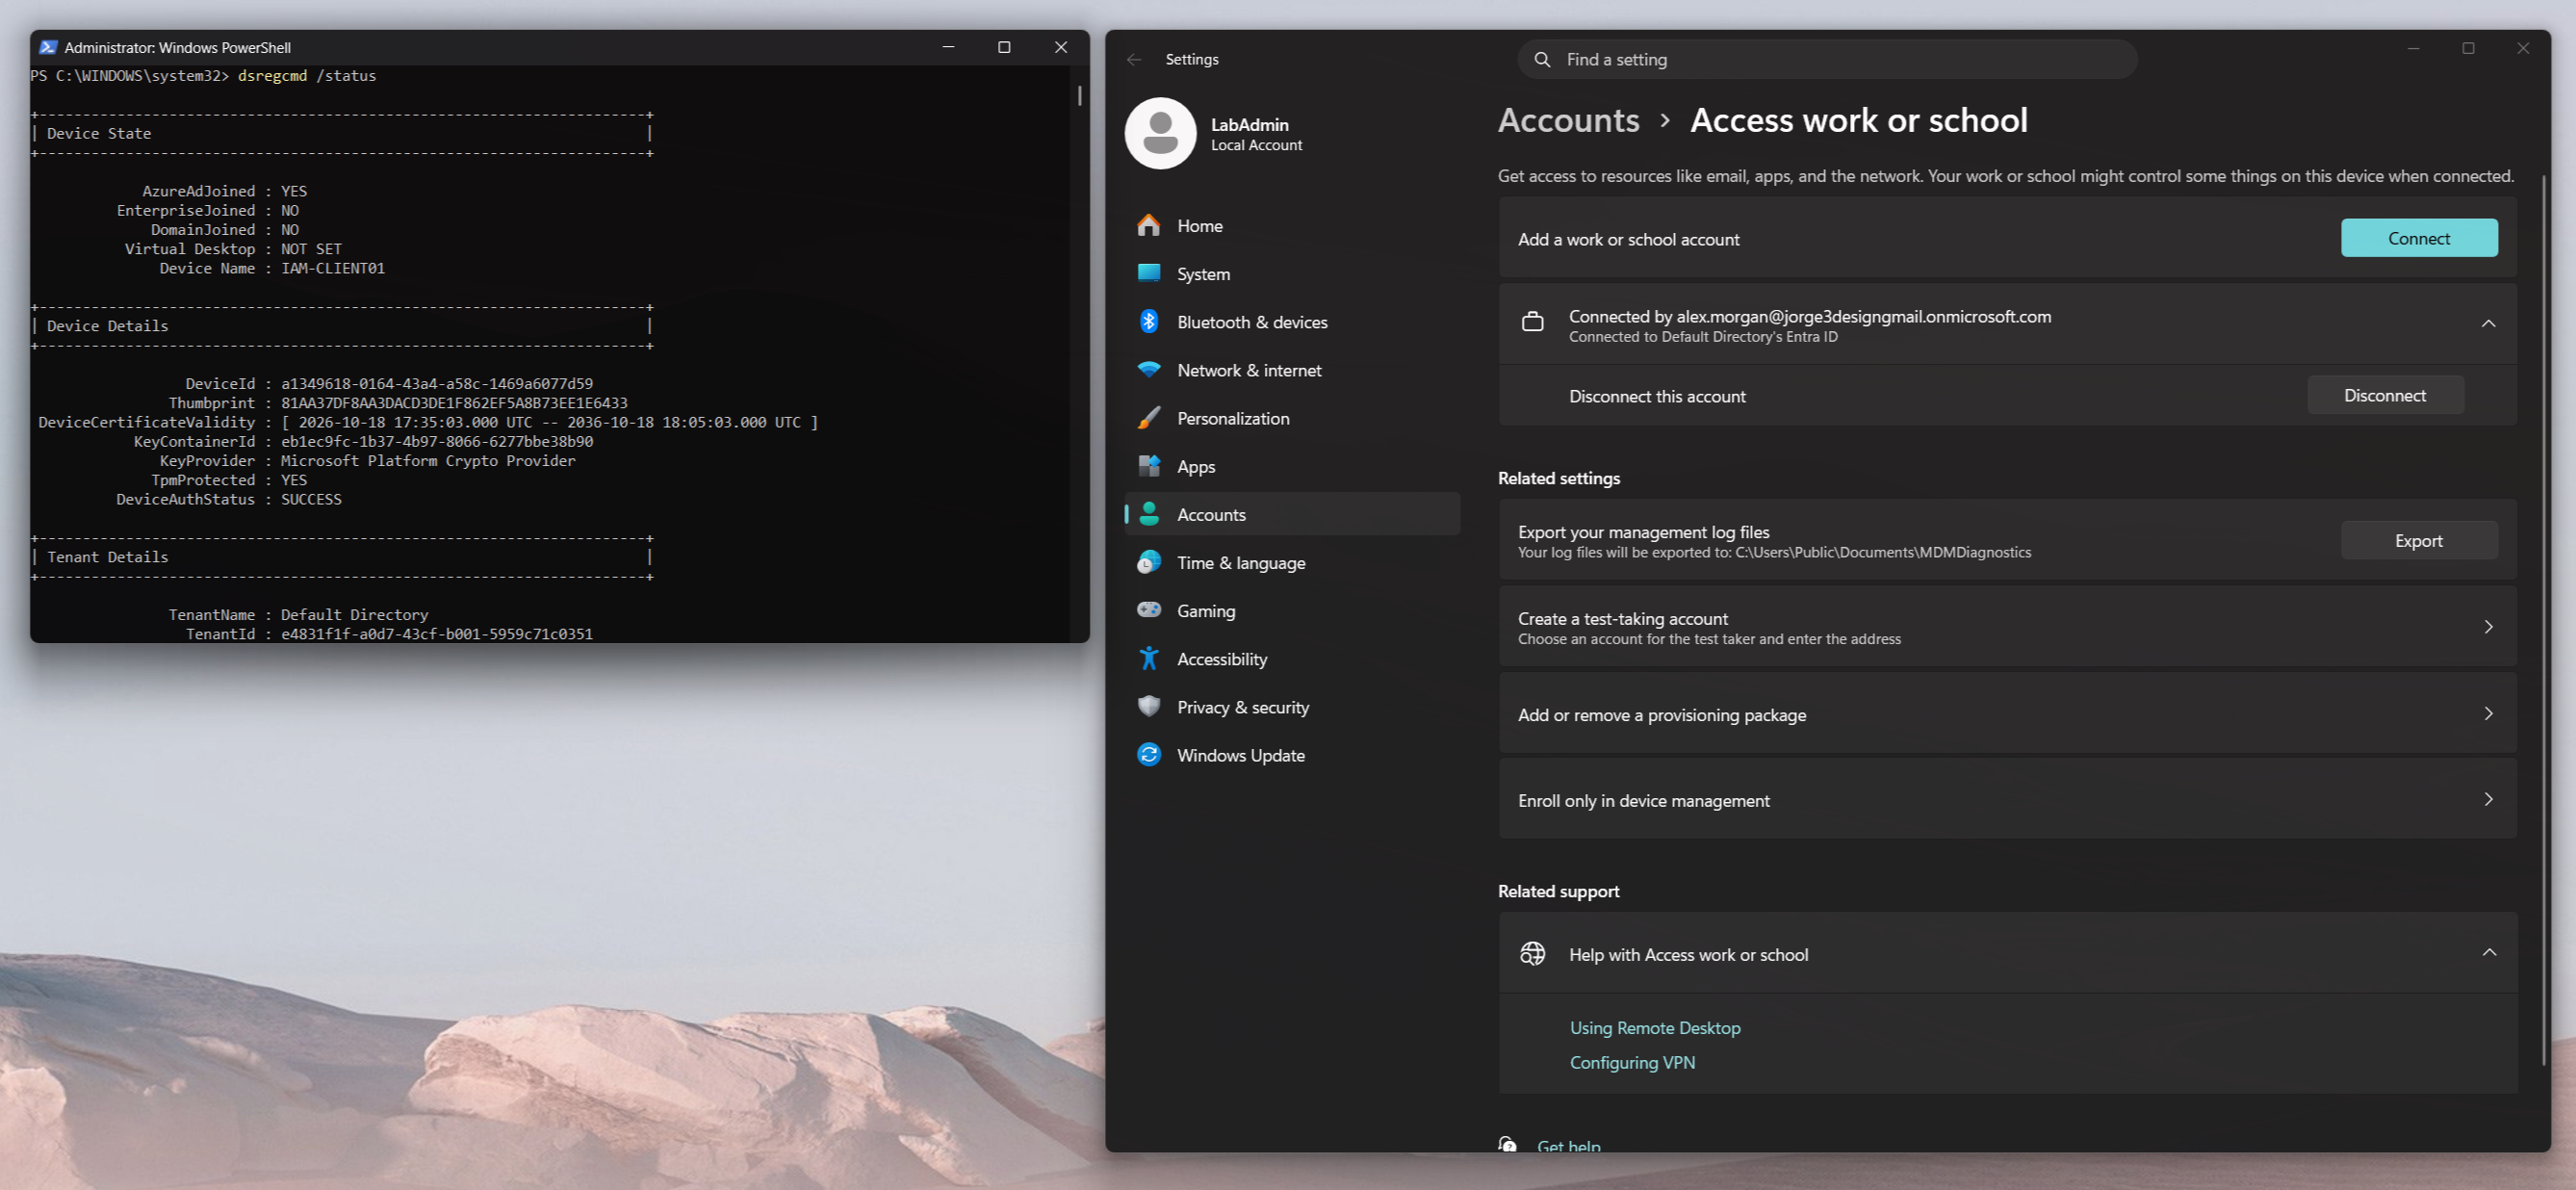 Administrator: Windows PowerShell
PS C:\WINDOWS\system32> dsregcmd /status
+----------------------------------------------------------------------+
| Device State                                                         |
+----------------------------------------------------------------------+
AzureAdJoined : YES
EnterpriseJoined : NO
DomainJoined : NO
Virtual Desktop : NOT SET
Device Name : IAM-CLIENT01
+----------------------------------------------------------------------+
| Device Details                                                       |
+----------------------------------------------------------------------+
DeviceId : a1349618-0164-43a4-a58c-1469a6077d59
Thumbprint : 81AA37DF8AA3DACD3DE1F862EF5A8B73EE1E6433
DeviceCertificateValidity : [ 2026-10-18 17:35:03.000 UTC -- 2036-10-18 18:05:03.000 UTC ]
KeyContainerId : eb1ec9fc-1b37-4b97-8066-6277bbe38b90
KeyProvider : Microsoft Platform Crypto Provider
TpmProtected : YES
DeviceAuthStatus : SUCCESS
+----------------------------------------------------------------------+
| Tenant Details                                                       |
+----------------------------------------------------------------------+
TenantName : Default Directory
TenantId : e4831f1f-a0d7-43cf-b001-5959c71c0351
Settings
Find a setting
LabAdmin
Local Account
Home
System
Bluetooth & devices
Network & internet
Personalization
Apps
Accounts
Time & language
Gaming
Accessibility
Privacy & security
Windows Update
Accounts > Access work or school
Get access to resources like email, apps, and the network. Your work or school might control some things on this device when connected.
Add a work or school account
Connect
Connected by alex.morgan@jorge3designgmail.onmicrosoft.com
Connected to Default Directory's Entra ID
Disconnect this account
Disconnect
Related settings
Export your management log files
Your log files will be exported to: C:\Users\Public\Documents\MDMDiagnostics
Export
Create a test-taking account
Choose an account for the test taker and enter the address
Add or remove a provisioning package
Enroll only in device management
Related support
Help with Access work or school
Using Remote Desktop
Configuring VPN
Get help